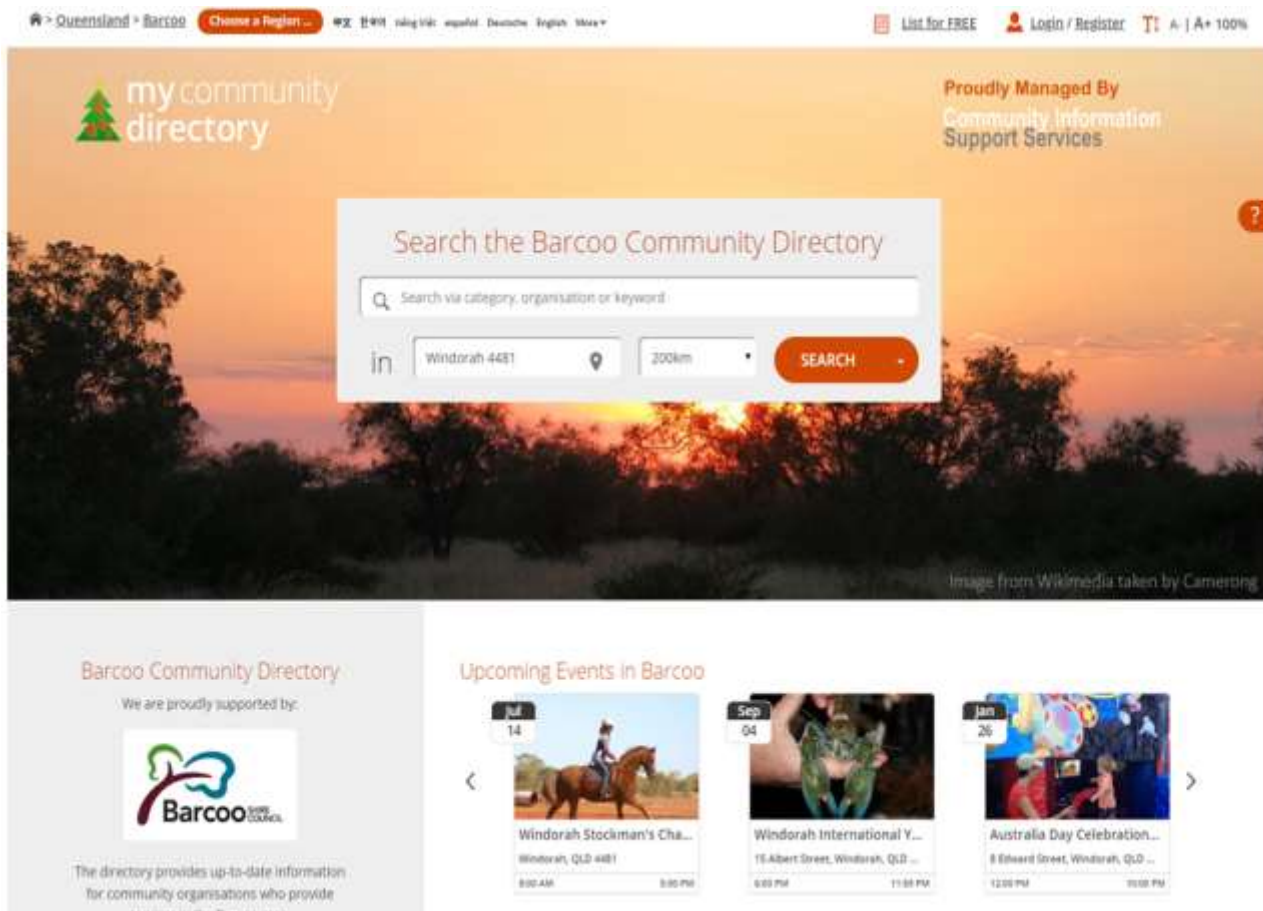 > Queensland > Barcoo Choose a Region ... 中文 한국어 tiếng Việt español Deutsche English More
List for FREE Login / Register A- | A+ 100%
my community
directory
Proudly Managed By
Community Information
Support Services
?
Search the Barcoo Community Directory
Search via category, organisation or keyword
in Windorah 4481 200km SEARCH
Image from Wikimedia taken by Camerong
Barcoo Community Directory
We are proudly supported by:
Barcoo SHIRE COUNCIL
The directory provides up-to-date information
for community organisations who provide
Upcoming Events in Barcoo
Jul
14
Windorah Stockman's Cha...
Windorah, QLD 4481
8:00 AM 5:00 PM
Sep
04
Windorah International Y...
15 Albert Street, Windorah, QLD ...
6:00 PM 11:55 PM
Jan
26
Australia Day Celebration...
8 Edward Street, Windorah, QLD ...
12:00 PM 10:00 PM